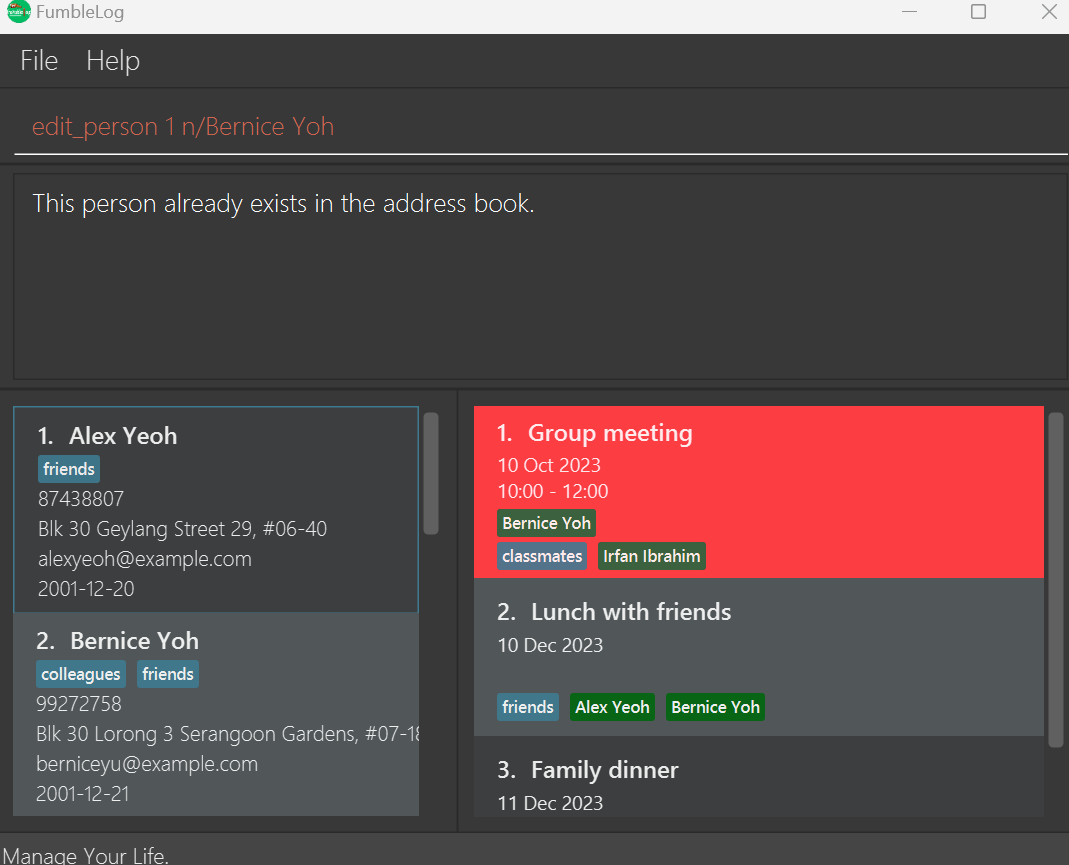 FumbleLog
File Help
edit_person 1 n/Bernice Yoh
This person already exists in the address book.
1. Alex Yeoh
friends
87438807
Blk 30 Geylang Street 29, #06-40
alexyeoh@example.com
2001-12-20
2. Bernice Yoh
colleagues friends
99272758
Blk 30 Lorong 3 Serangoon Gardens, #07-18
berniceyu@example.com
2001-12-21
1. Group meeting
10 Oct 2023
10:00 - 12:00
Bernice Yoh
classmates Irfan Ibrahim
2. Lunch with friends
10 Dec 2023
friends Alex Yeoh Bernice Yoh
3. Family dinner
11 Dec 2023
Manage Your Life.